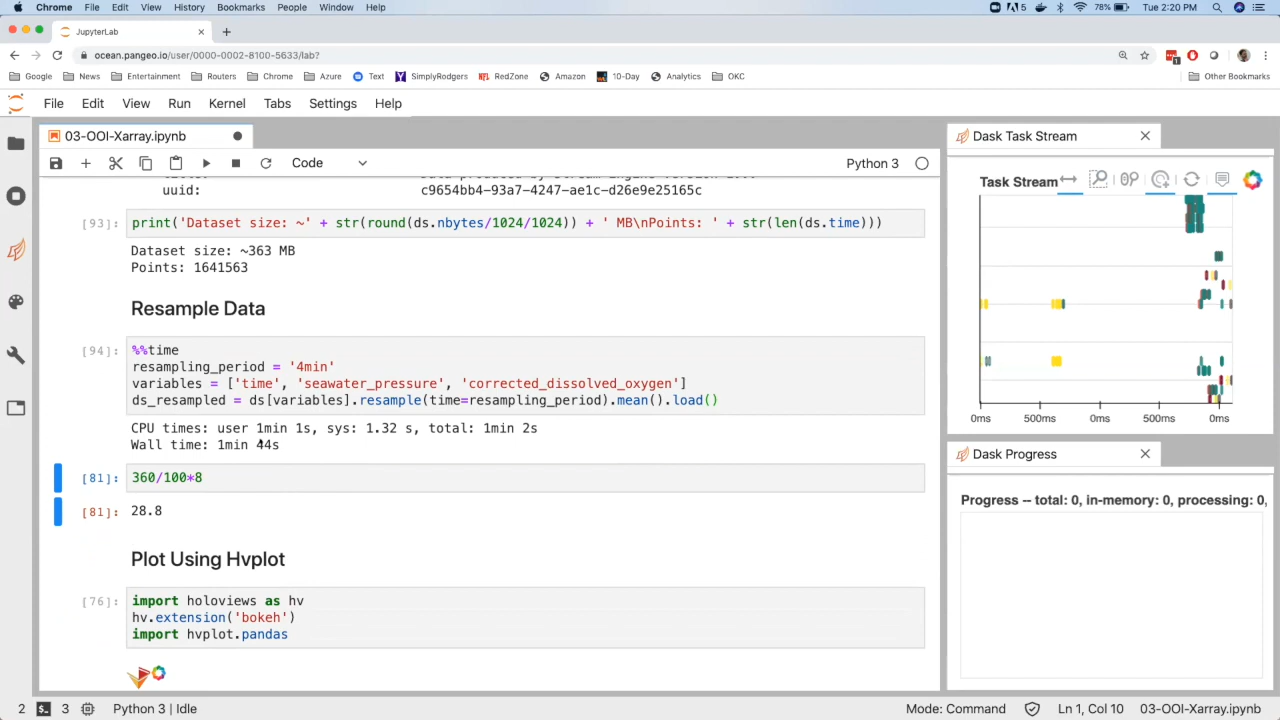 Chrome File Edit View History Bookmarks People Window Help 5 78% Tue 2:20 PM
JupyterLab
ocean.pangeo.io/user/0000-0002-8100-5633/lab?
Google News Entertainment Routers Chrome Azure Text SimplyRodgers RedZone Amazon 10-Day Analytics OKC Other Bookmarks
File Edit View Run Kernel Tabs Settings Help
03-OOI-Xarray.ipynb
Code Python 3
uuid: c9654bb4-93a7-4247-ae1c-d26e9e25165c
[93]: print('Dataset size: ~' + str(round(ds.nbytes/1024/1024)) + ' MB\nPoints: ' + str(len(ds.time)))
Dataset size: ~363 MB
Points: 1641563
Resample Data
[94]: %%time
resampling_period = '4min'
variables = ['time', 'seawater_pressure', 'corrected_dissolved_oxygen']
ds_resampled = ds[variables].resample(time=resampling_period).mean().load()
CPU times: user 1min 1s, sys: 1.32 s, total: 1min 2s
Wall time: 1min 44s
[81]: 360/100*8
[81]: 28.8
Plot Using Hvplot
[76]: import holoviews as hv
hv.extension('bokeh')
import hvplot.pandas
Dask Task Stream
Task Stream
0ms 500ms 0ms 500ms 0ms
Dask Progress
Progress -- total: 0, in-memory: 0, processing: 0,
2 3 Python 3 | Idle Mode: Command Ln 1, Col 10 03-OOI-Xarray.ipynb